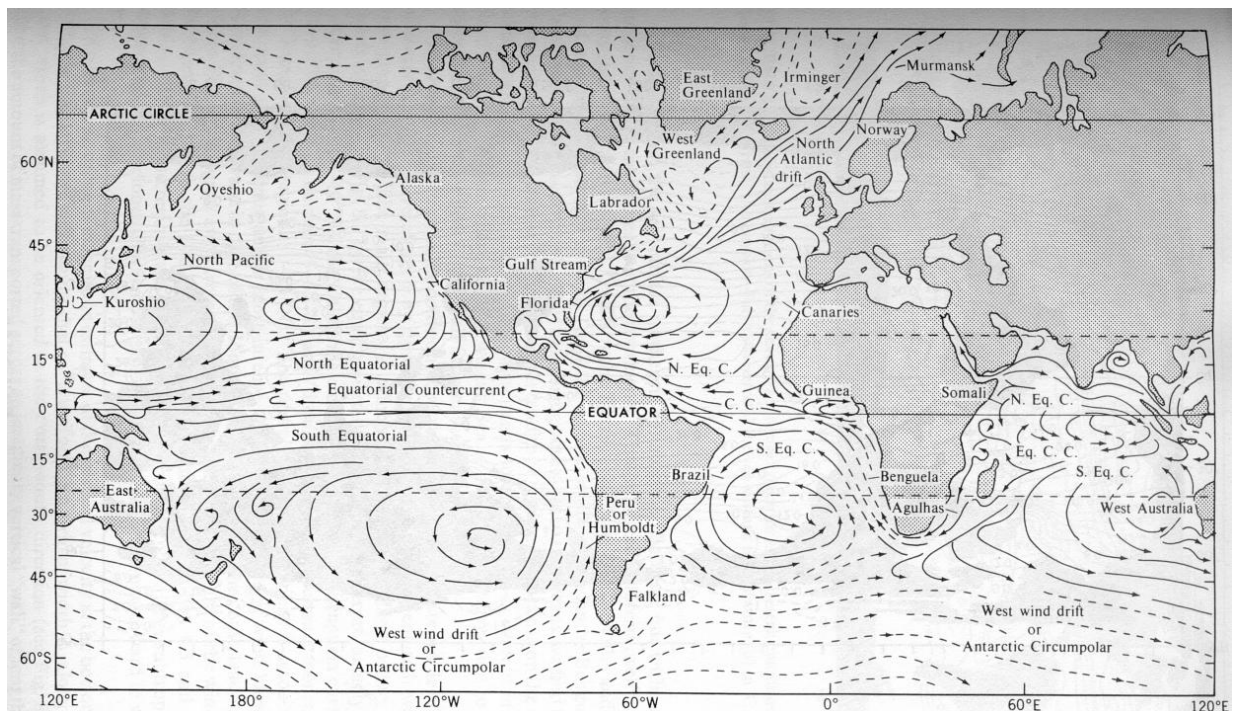 Murmansk
Irminger
East
Greenland
ARCTIC CIRCLE
Norway
West
Greenland
North
Atlantic
drift
60°N
Alaska
Oyeshio
Labrador
45°
North Pacific
Gulf Stream
California
Florida
Kuroshio
Canaries
15°
North Equatorial
N. Eq. C.
Equatorial Countercurrent
Guinea
Somali
N. Eq. C.
C. C.
0°
EQUATOR
South Equatorial
Eq. C. C.
S. Eq. C.
15°
Brazil
Benguela
S. Eq. C.
East
Australia
Peru
or
Humboldt
Agulhas
West Australia
30°
45°
Falkland
West wind drift
or
Antarctic Circumpolar
West wind drift
or
Antarctic Circumpolar
60°S
120°E
180°
120°W
60°W
0°
60°E
120°E